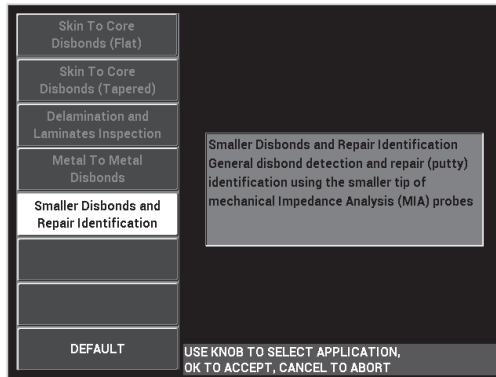 Skin To Core
Disbonds (Flat)
Skin To Core
Disbonds (Tapered)
Delamination and
Laminates Inspection
Metal To Metal
Disbonds
Smaller Disbonds and
Repair Identification
DEFAULT
Smaller Disbonds and Repair Identification
General disbond detection and repair (putty)
identification using the smaller tip of
mechanical Impedance Analysis (MIA) probes
USE KNOB TO SELECT APPLICATION,
OK TO ACCEPT, CANCEL TO ABORT